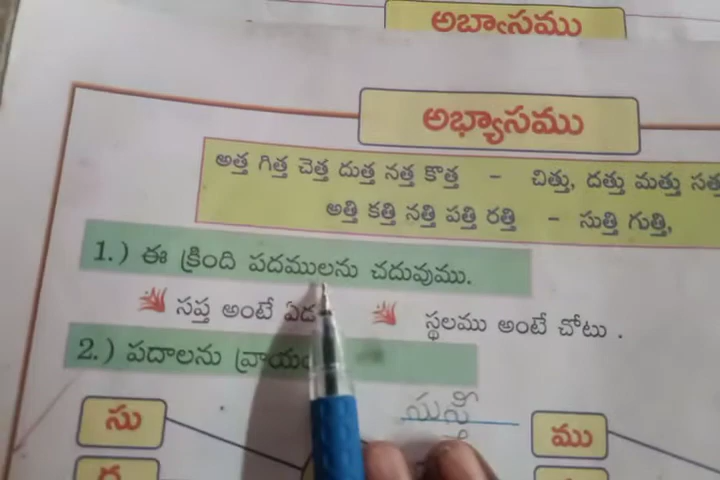 అభ్యాసము
అభ్యాసము
అత్త గిత్త చెత్త దుత్త నత్త కొత్త - చిత్తు, దత్తు మత్తు
అత్తి కత్తి నత్తి పత్తి రత్తి - సుత్తి గుత్తి,
1.) ఈ క్రింది పదములను చదువుము.
సప్త అంటే స్థలము అంటే చోటు .
2.) పదాలను
సుస్తీ
సు ము